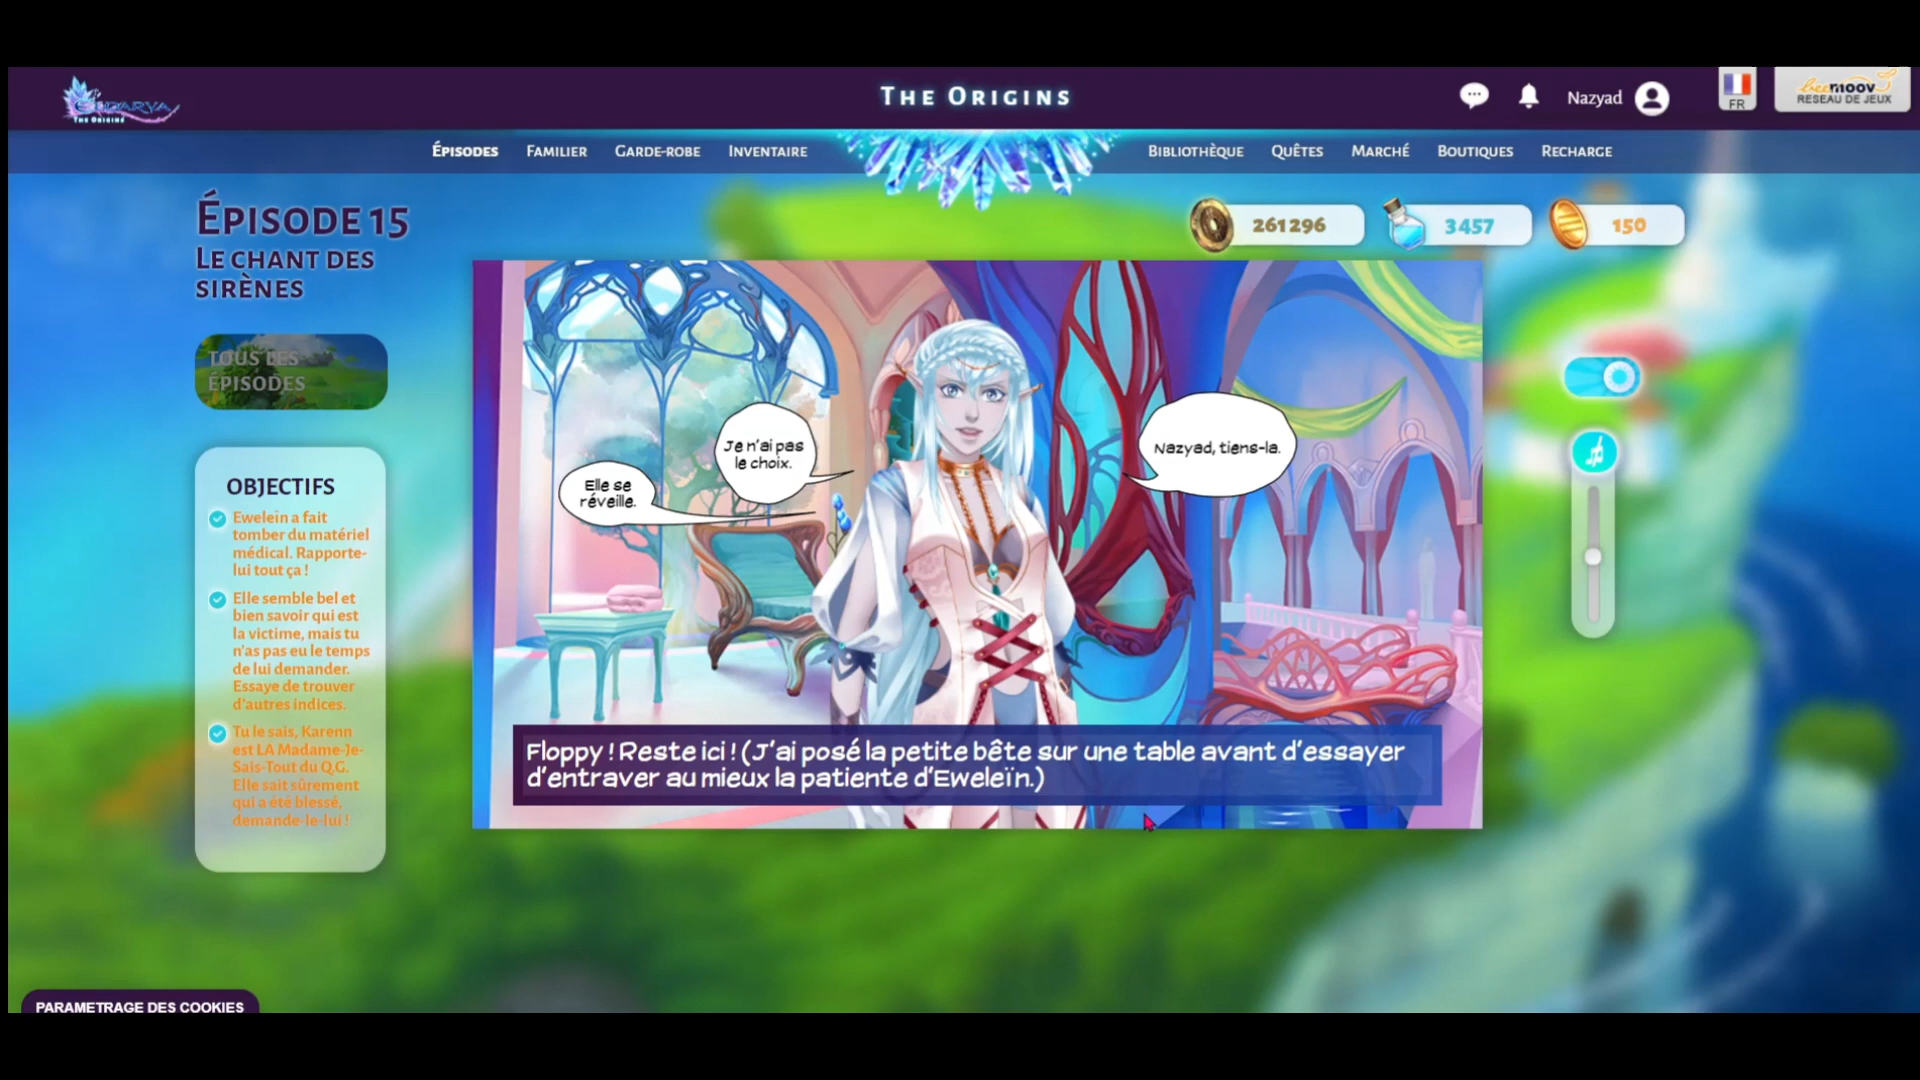 ELDARYA
THE ORIGINS
THE ORIGINS
Nazyad
FR
beemoov
RESEAU DE JEUX
ÉPISODES
FAMILIER
GARDE-ROBE
INVENTAIRE
BIBLIOTHÈQUE
QUÊTES
MARCHÉ
BOUTIQUES
RECHARGE
261296
3457
150
ÉPISODE 15
LE CHANT DES
SIRÈNES
TOUS LES
ÉPISODES
OBJECTIFS
Eweleïn a fait
tomber du matériel
médical. Rapporte-
lui tout ça !
Elle semble bel et
bien savoir qui est
la victime, mais tu
n'as pas eu le temps
de lui demander.
Essaye de trouver
d'autres indices.
Tu le sais, Karenn
est LA Madame-Je-
Sais-Tout du Q.G.
Elle sait sûrement
qui a été blessé,
demande-le-lui !
Elle se
réveille.
Je n'ai pas
le choix.
Nazyad, tiens-la.
Floppy ! Reste ici ! (J'ai posé la petite bête sur une table avant d'essayer
d'entraver au mieux la patiente d'Eweleïn.)
PARAMETRAGE DES COOKIES